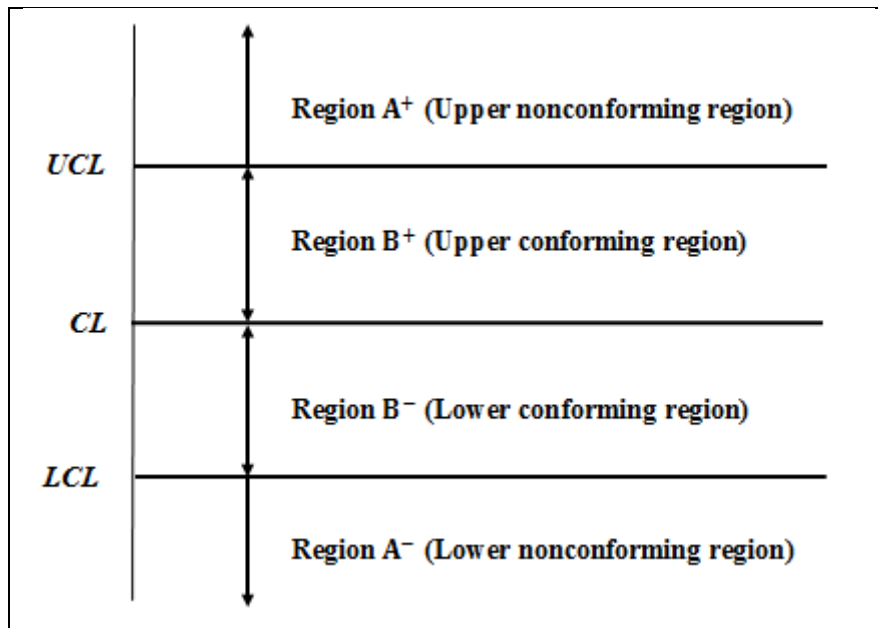 Region A⁺ (Upper nonconforming region)
UCL
Region B⁺ (Upper conforming region)
CL
Region B⁻ (Lower conforming region)
LCL
Region A⁻ (Lower nonconforming region)